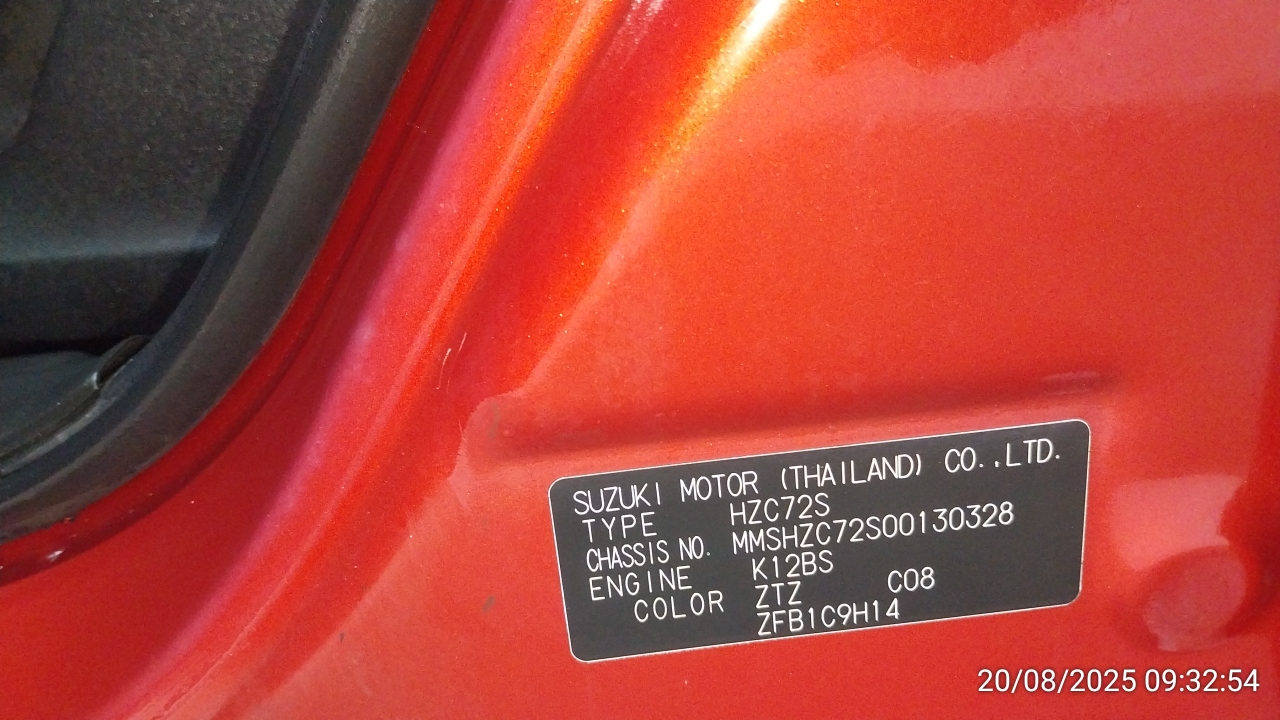 SUZUKI MOTOR (THAILAND) CO.,LTD.
TYPE HZC72S
CHASSIS NO. MMSHZC72S00130328
ENGINE K12BS
COLOR ZTZ C08
ZFB1C9H14
20/08/2025 09:32:54